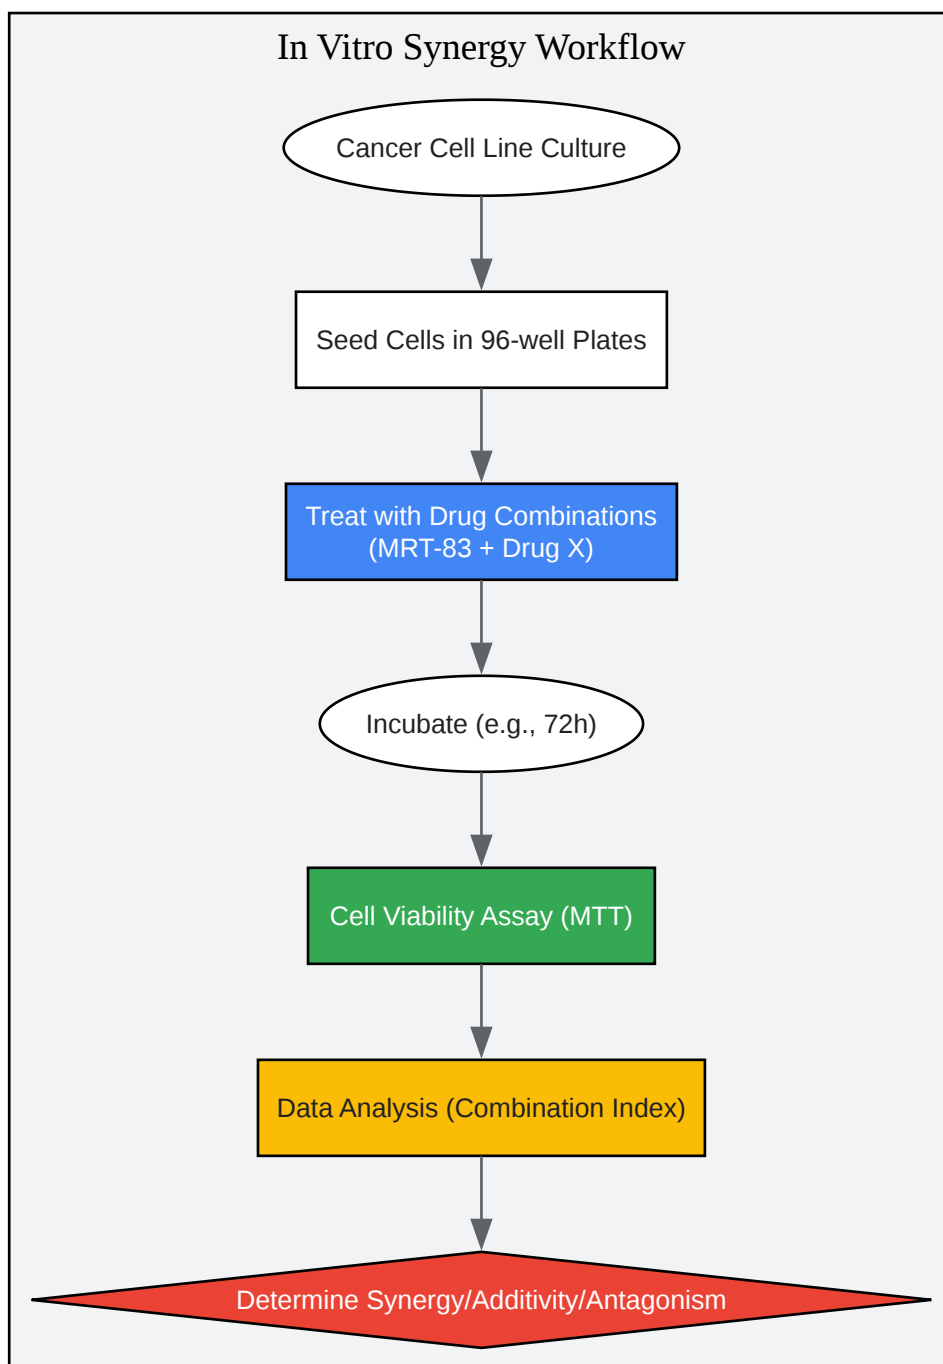 In Vitro Synergy Workflow
Cancer Cell Line Culture
Seed Cells in 96-well Plates
Treat with Drug Combinations
(MRT-83 + Drug X)
Incubate (e.g., 72h)
Cell Viability Assay (MTT)
Data Analysis (Combination Index)
Determine Synergy/Additivity/Antagonism